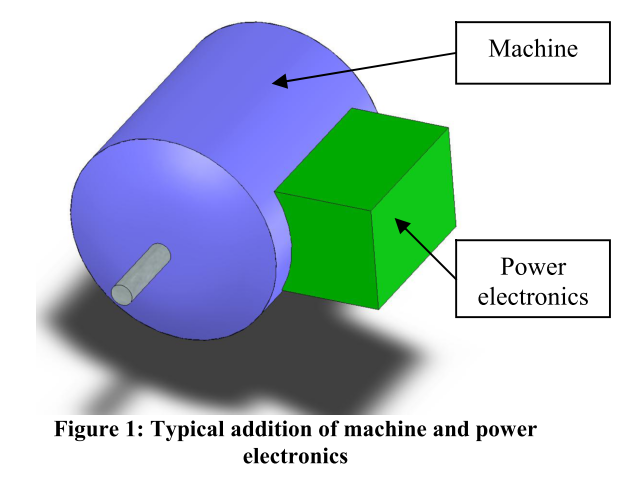 Machine
Power
electronics
Figure 1: Typical addition of machine and power
electronics